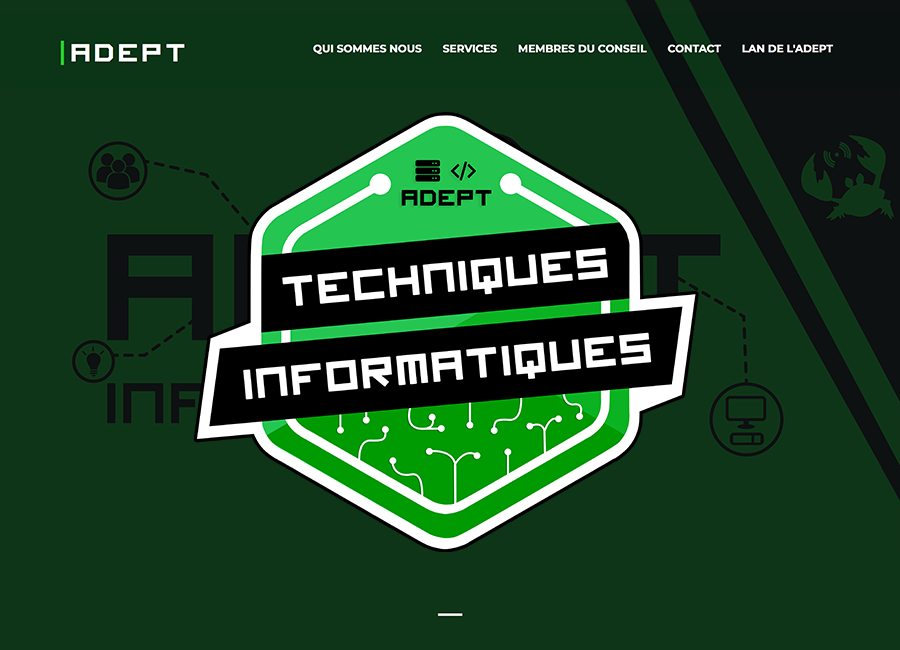 ADEPT
QUI SOMMES NOUS SERVICES MEMBRES DU CONSEIL CONTACT LAN DE L'ADEPT
ADEPT
TECHNIQUES
INFORMATIQUES